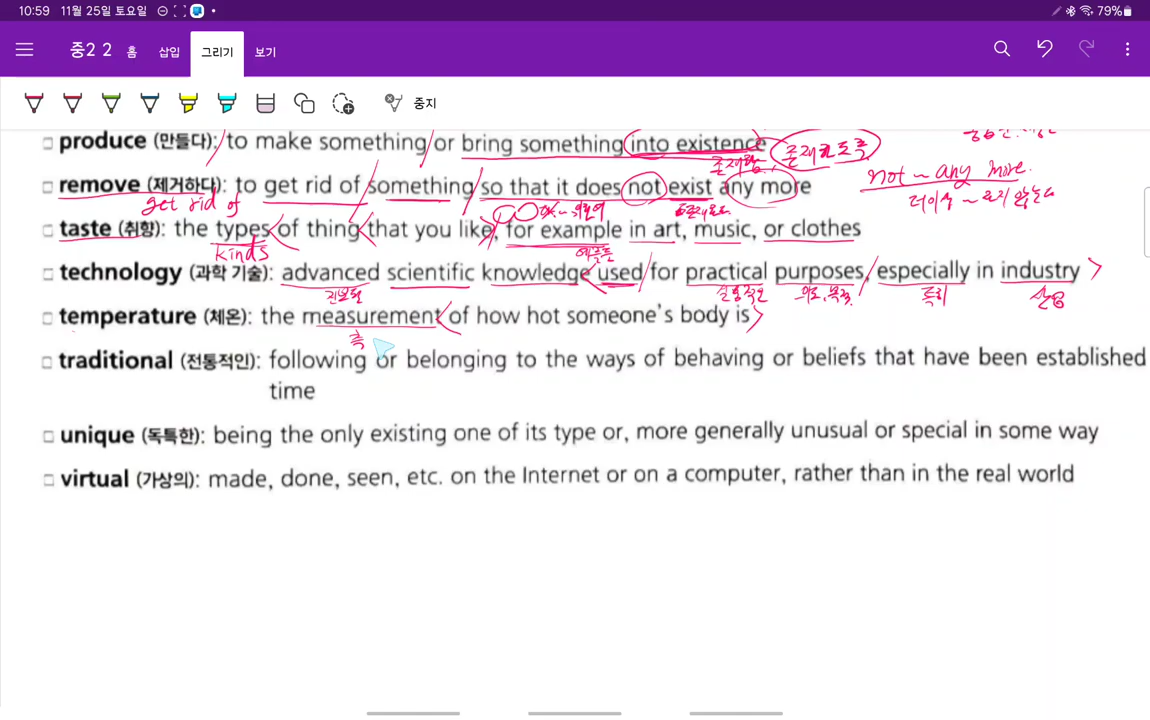 10:59 11월 25일 토요일 79%
중2 2 홈 삽입 그리기 보기
중지
produce (만들다): to make something or bring something into existence
존재하도록
not ~ any more.
remove (제거하다): to get rid of something so that it does not exist any more
get rid of
taste (취향): the types of thing that you like, for example in art, music, or clothes
kinds
예를들
technology (과학 기술): advanced scientific knowledge used for practical purposes, especially in industry
진보된 실용적인 의도, 목적 특히 산업
temperature (체온): the measurement of how hot someone's body is
측
traditional (전통적인): following or belonging to the ways of behaving or beliefs that have been established
time
unique (독특한): being the only existing one of its type or, more generally unusual or special in some way
virtual (가상의): made, done, seen, etc. on the Internet or on a computer, rather than in the real world